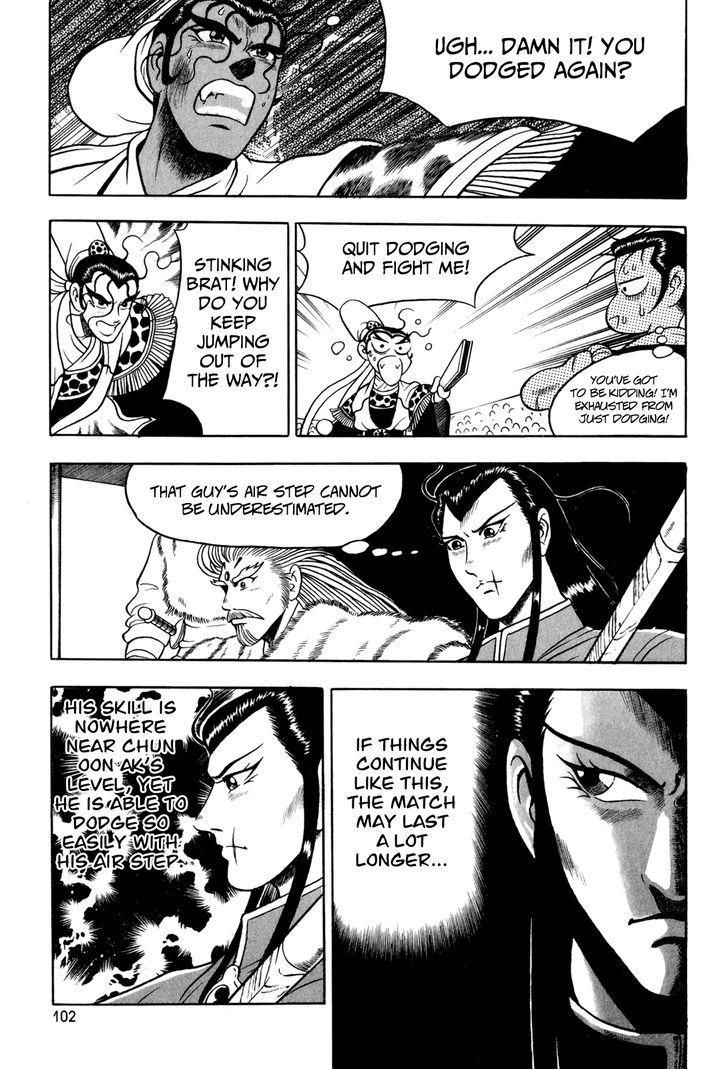 UGH... DAMN IT! YOU
DODGED AGAIN?
STINKING
BRAT! WHY
DO YOU
KEEP
JUMPING
OUT OF
THE WAY?!
QUIT DODGING
AND FIGHT ME!
YOU'VE GOT
TO BE KIDDING! I'M
EXHAUSTED FROM
JUST DODGING!
THAT GUY'S AIR STEP CANNOT
BE UNDERESTIMATED.
HIS SKILL IS
NOWHERE
NEAR CHUN
OON AK'S
LEVEL, YET
HE IS ABLE TO
DODGE SO
EASILY WITH
HIS AIR STEP.
IF THINGS
CONTINUE
LIKE THIS,
THE MATCH
MAY LAST
A LOT
LONGER...
102